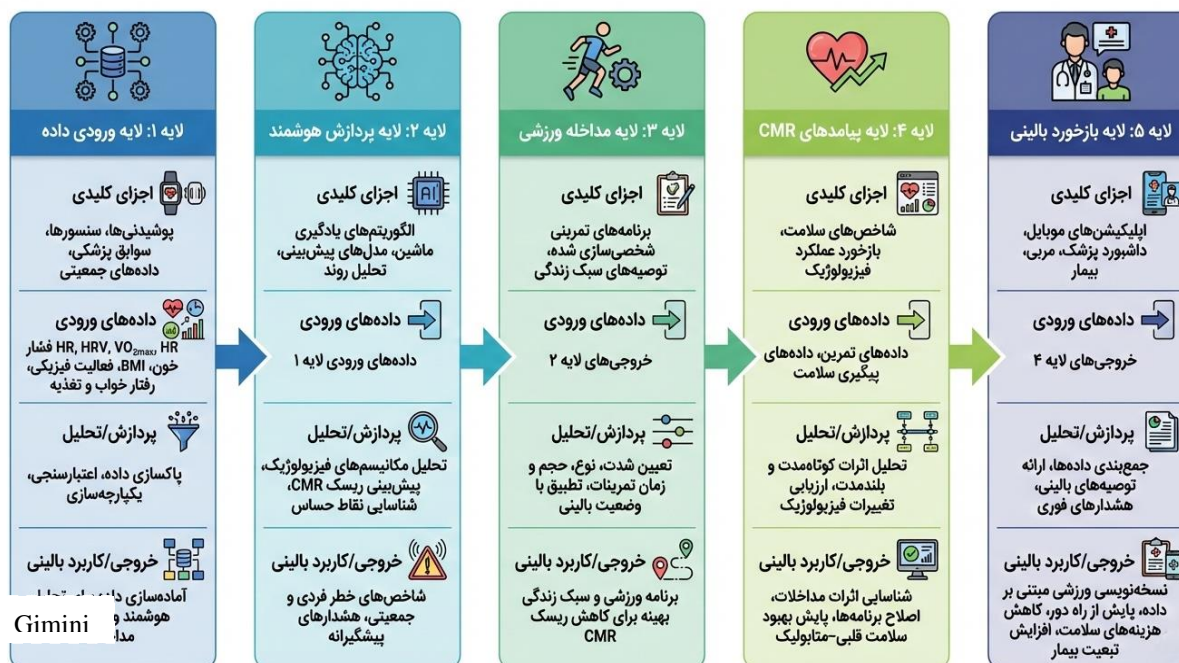 لایه ۱: لایه ورودی داده
اجزای کلیدی
پوشیدنی‌ها، سنسورها،
سوابق پزشکی،
داده‌های جمعیتی
داده‌های ورودی
HR, HRV, VO2max, HR فشار
خون، BMI، فعالیت فیزیکی،
رفتار خواب و تغذیه
پردازش/تحلیل
پاکسازی داده، اعتبارسنجی،
یکپارچه‌سازی
خروجی/کاربرد بالینی
آماده‌سازی
هوشمند و
Gimini
لایه ۲: لایه پردازش هوشمند
اجزای کلیدی
AI
الگوریتم‌های یادگیری
ماشین، مدل‌های پیش‌بینی،
تحلیل روند
داده‌های ورودی
داده‌های ورودی لایه ۱
پردازش/تحلیل
تحلیل مکانیسم‌های فیزیولوژیک،
پیش‌بینی ریسک CMR،
شناسایی نقاط حساس
خروجی/کاربرد بالینی
شاخص‌های خطر فردی و
جمعیتی، هشدارهای
پیشگیرانه
لایه ۳: لایه مداخله ورزشی
اجزای کلیدی
برنامه‌های تمرینی
شخصی‌سازی شده،
توصیه‌های سبک زندگی
داده‌های ورودی
خروجی‌های لایه ۲
پردازش/تحلیل
تعیین شدت، نوع، حجم و
زمان تمرینات، تطبیق با
وضعیت بالینی
خروجی/کاربرد بالینی
برنامه ورزشی و سبک زندگی
بهینه برای کاهش ریسک
CMR
لایه ۴: لایه پیامدهای CMR
اجزای کلیدی
شاخص‌های سلامت،
بازخورد عملکرد
فیزیولوژیک
داده‌های ورودی
داده‌های تمرین، داده‌های
پیگیری سلامت
پردازش/تحلیل
تحلیل اثرات کوتاه‌مدت و
بلندمدت، ارزیابی
تغییرات فیزیولوژیک
خروجی/کاربرد بالینی
شناسایی اثرات مداخلات،
اصلاح برنامه‌ها، پایش بهبود
سلامت قلبی-متابولیک
لایه ۵: لایه بازخورد بالینی
اجزای کلیدی
اپلیکیشن‌های موبایل،
داشبورد پزشک، مربی،
بیمار
داده‌های ورودی
خروجی‌های لایه ۴
پردازش/تحلیل
جمع‌بندی داده‌ها، ارائه
توصیه‌های بالینی،
هشدارهای فوری
خروجی/کاربرد بالینی
نسخه‌نویسی ورزشی مبتنی بر
داده، پایش از راه دور، کاهش
هزینه‌های سلامت، افزایش
تبعیت بیمار